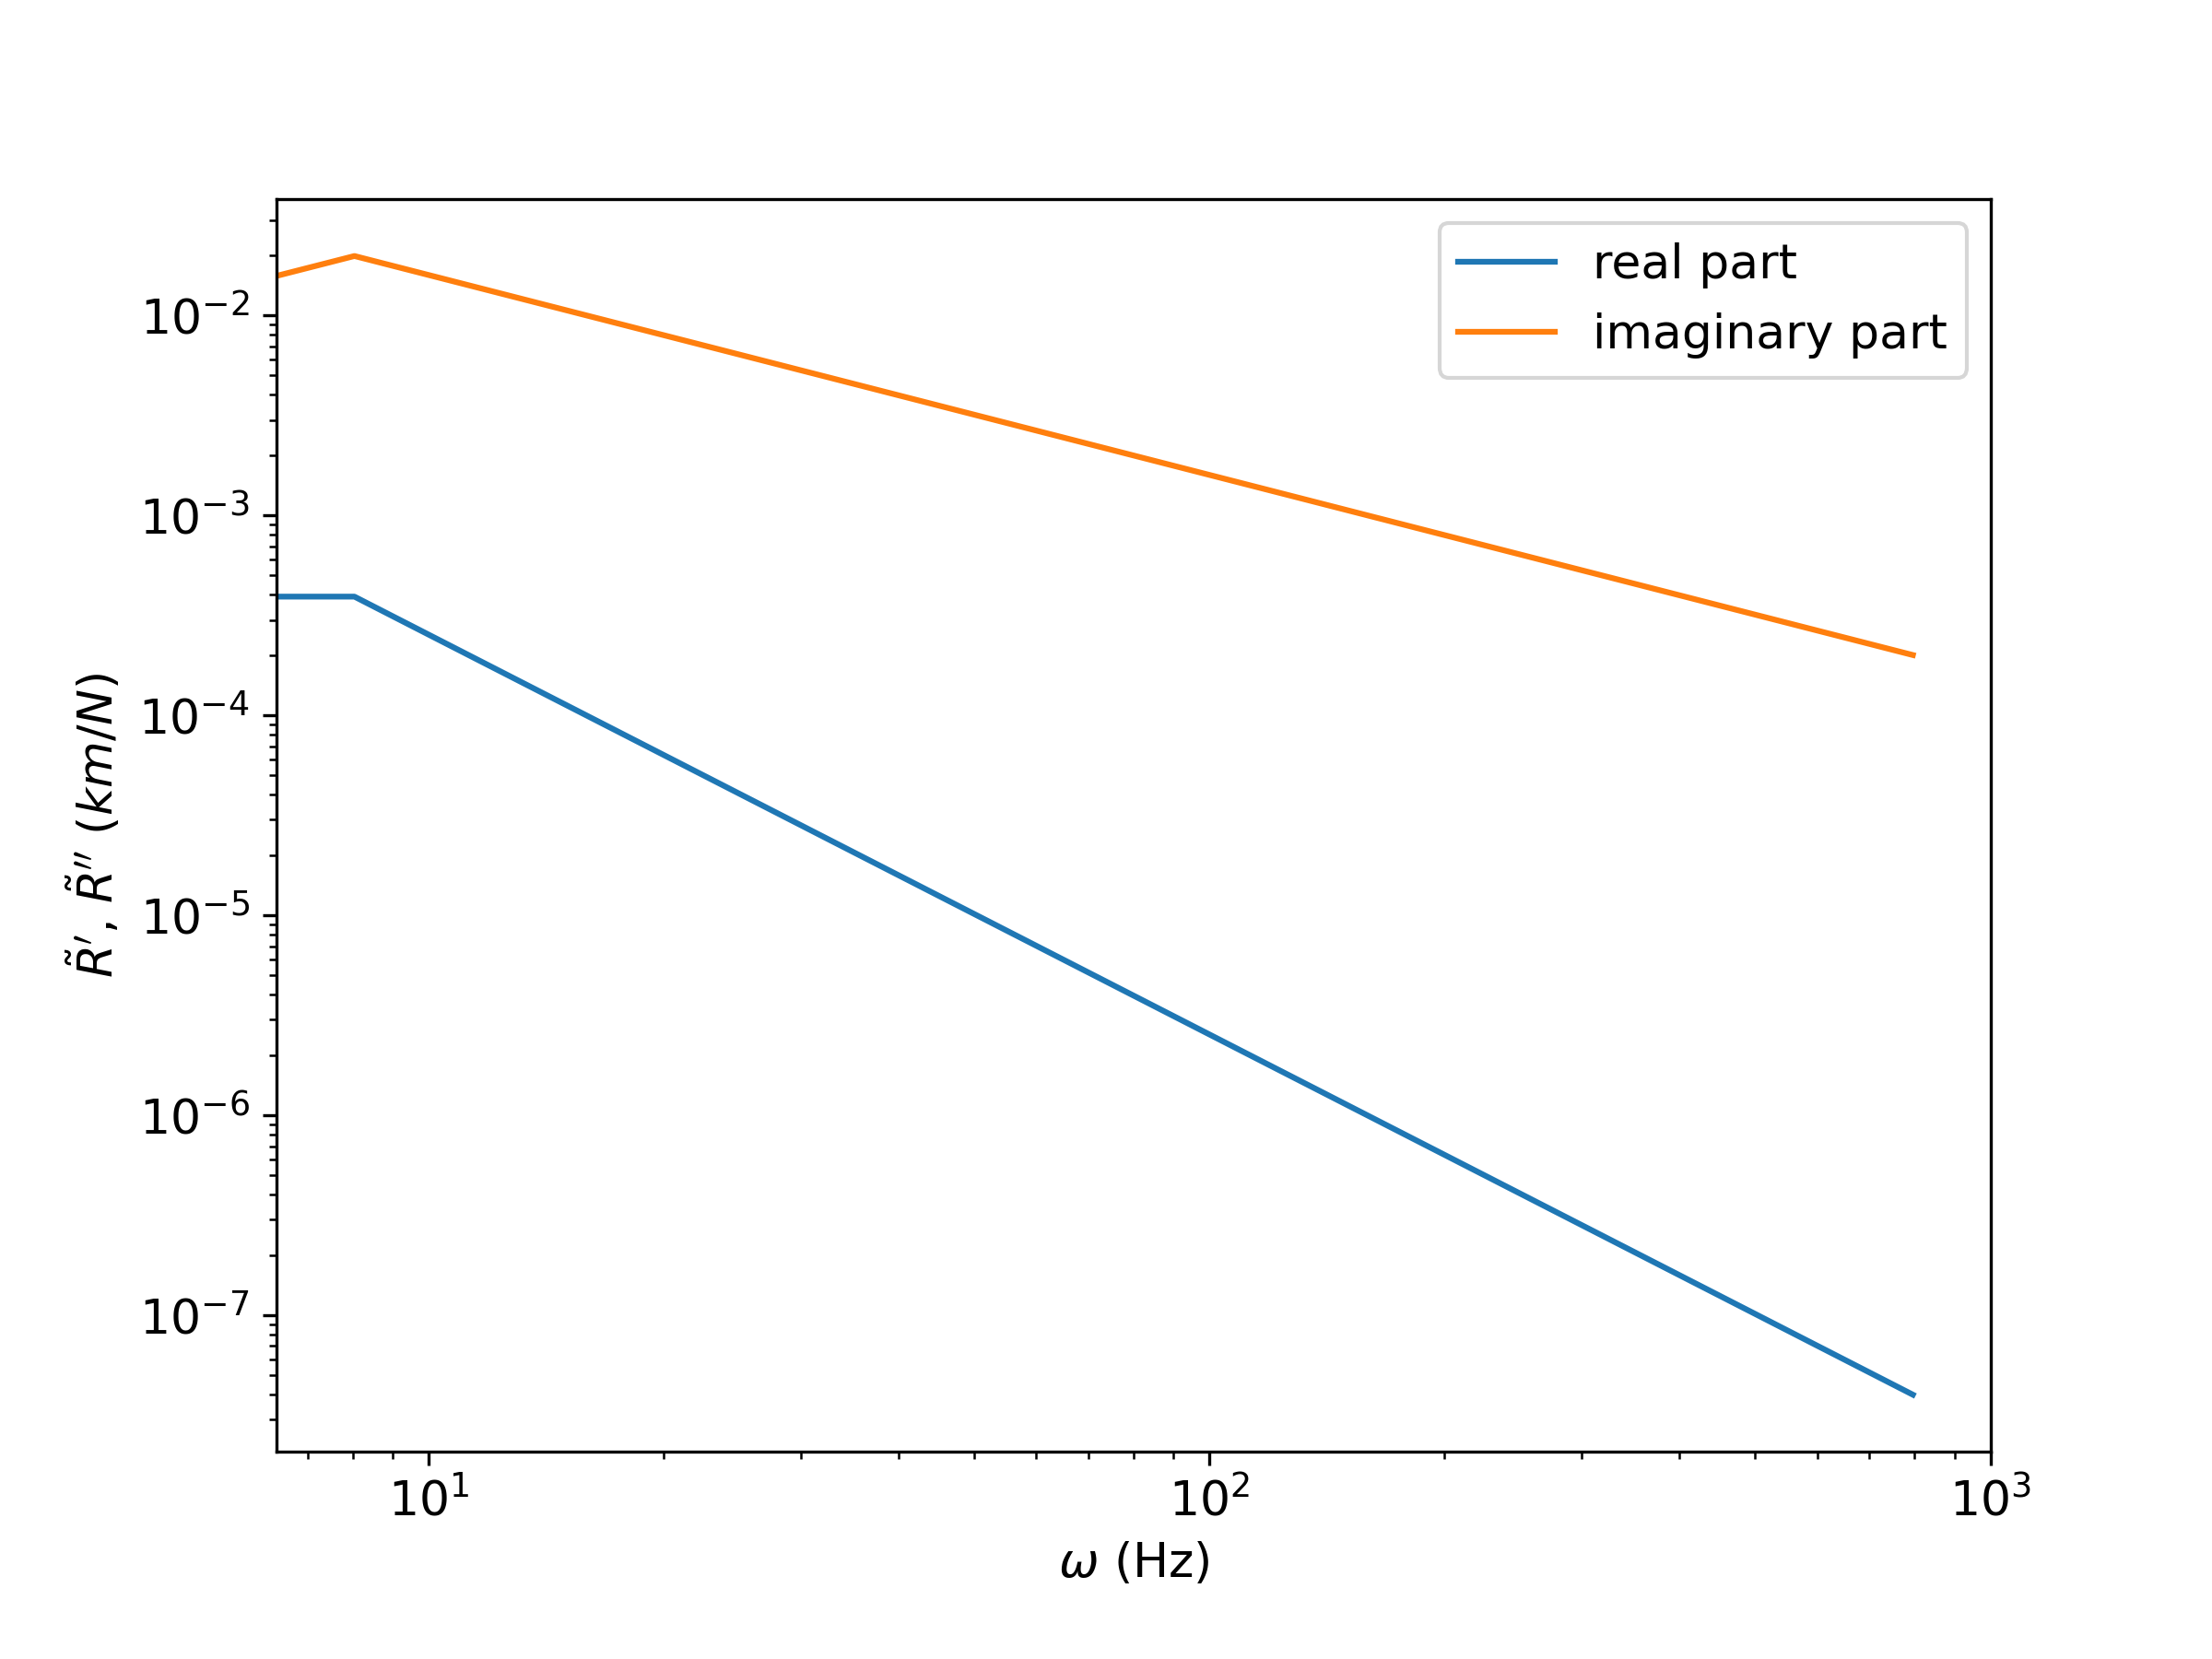 real part
imaginary part
10⁻²
10⁻³
10⁻⁴
10⁻⁵
10⁻⁶
10⁻⁷
R̃′, R̃″ (km/N)
10¹
10²
10³
ω (Hz)